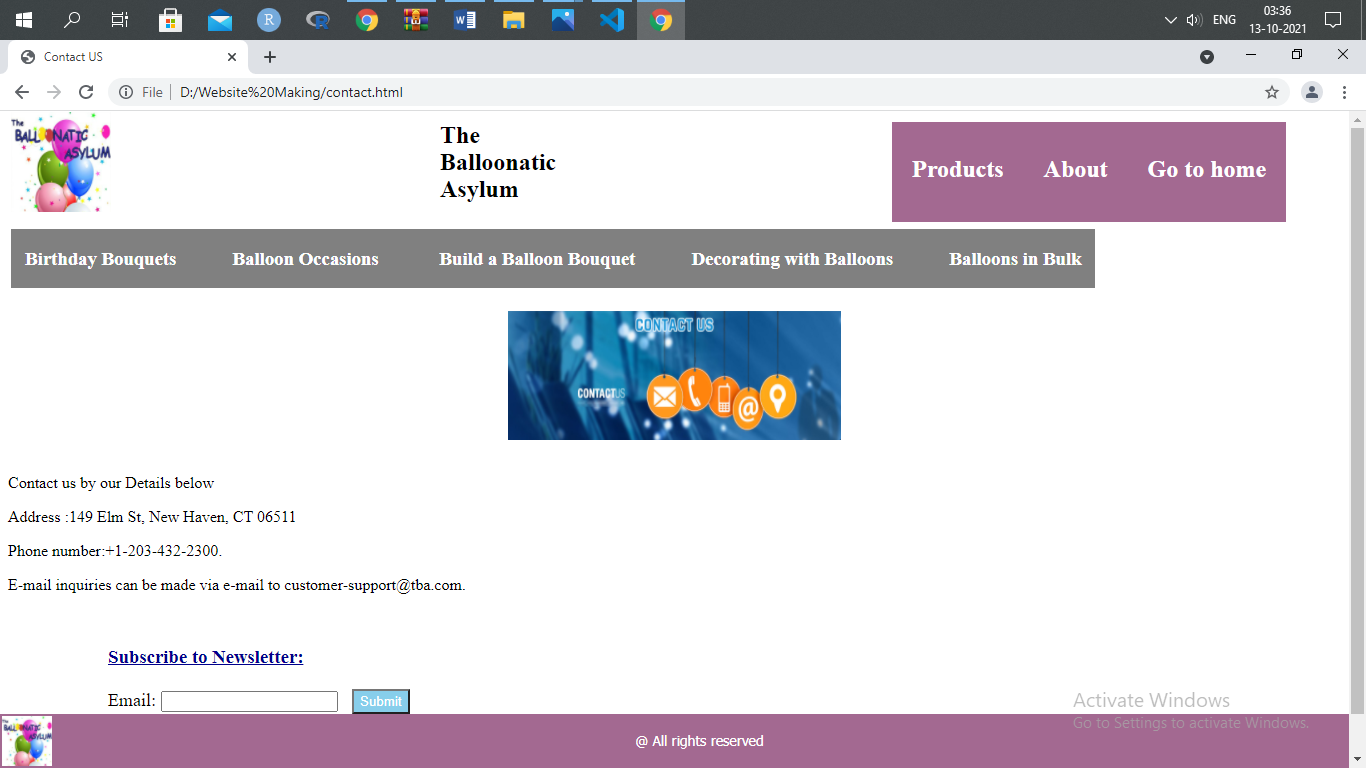 ENG
03:36
13-10-2021
Contact US
File
D:/Website%20Making/contact.html
The
BALLOONATIC
ASYLUM
The
Balloonatic
Asylum
Products
About
Go to home
Birthday Bouquets
Balloon Occasions
Build a Balloon Bouquet
Decorating with Balloons
Balloons in Bulk
CONTACT US
CONTACTUS
Contact us by our Details below
Address :149 Elm St, New Haven, CT 06511
Phone number:+1-203-432-2300.
E-mail inquiries can be made via e-mail to customer-support@tba.com.
Subscribe to Newsletter:
Email:
Submit
Activate Windows
Go to Settings to activate Windows.
The
BALLOONATIC
ASYLUM
@ All rights reserved